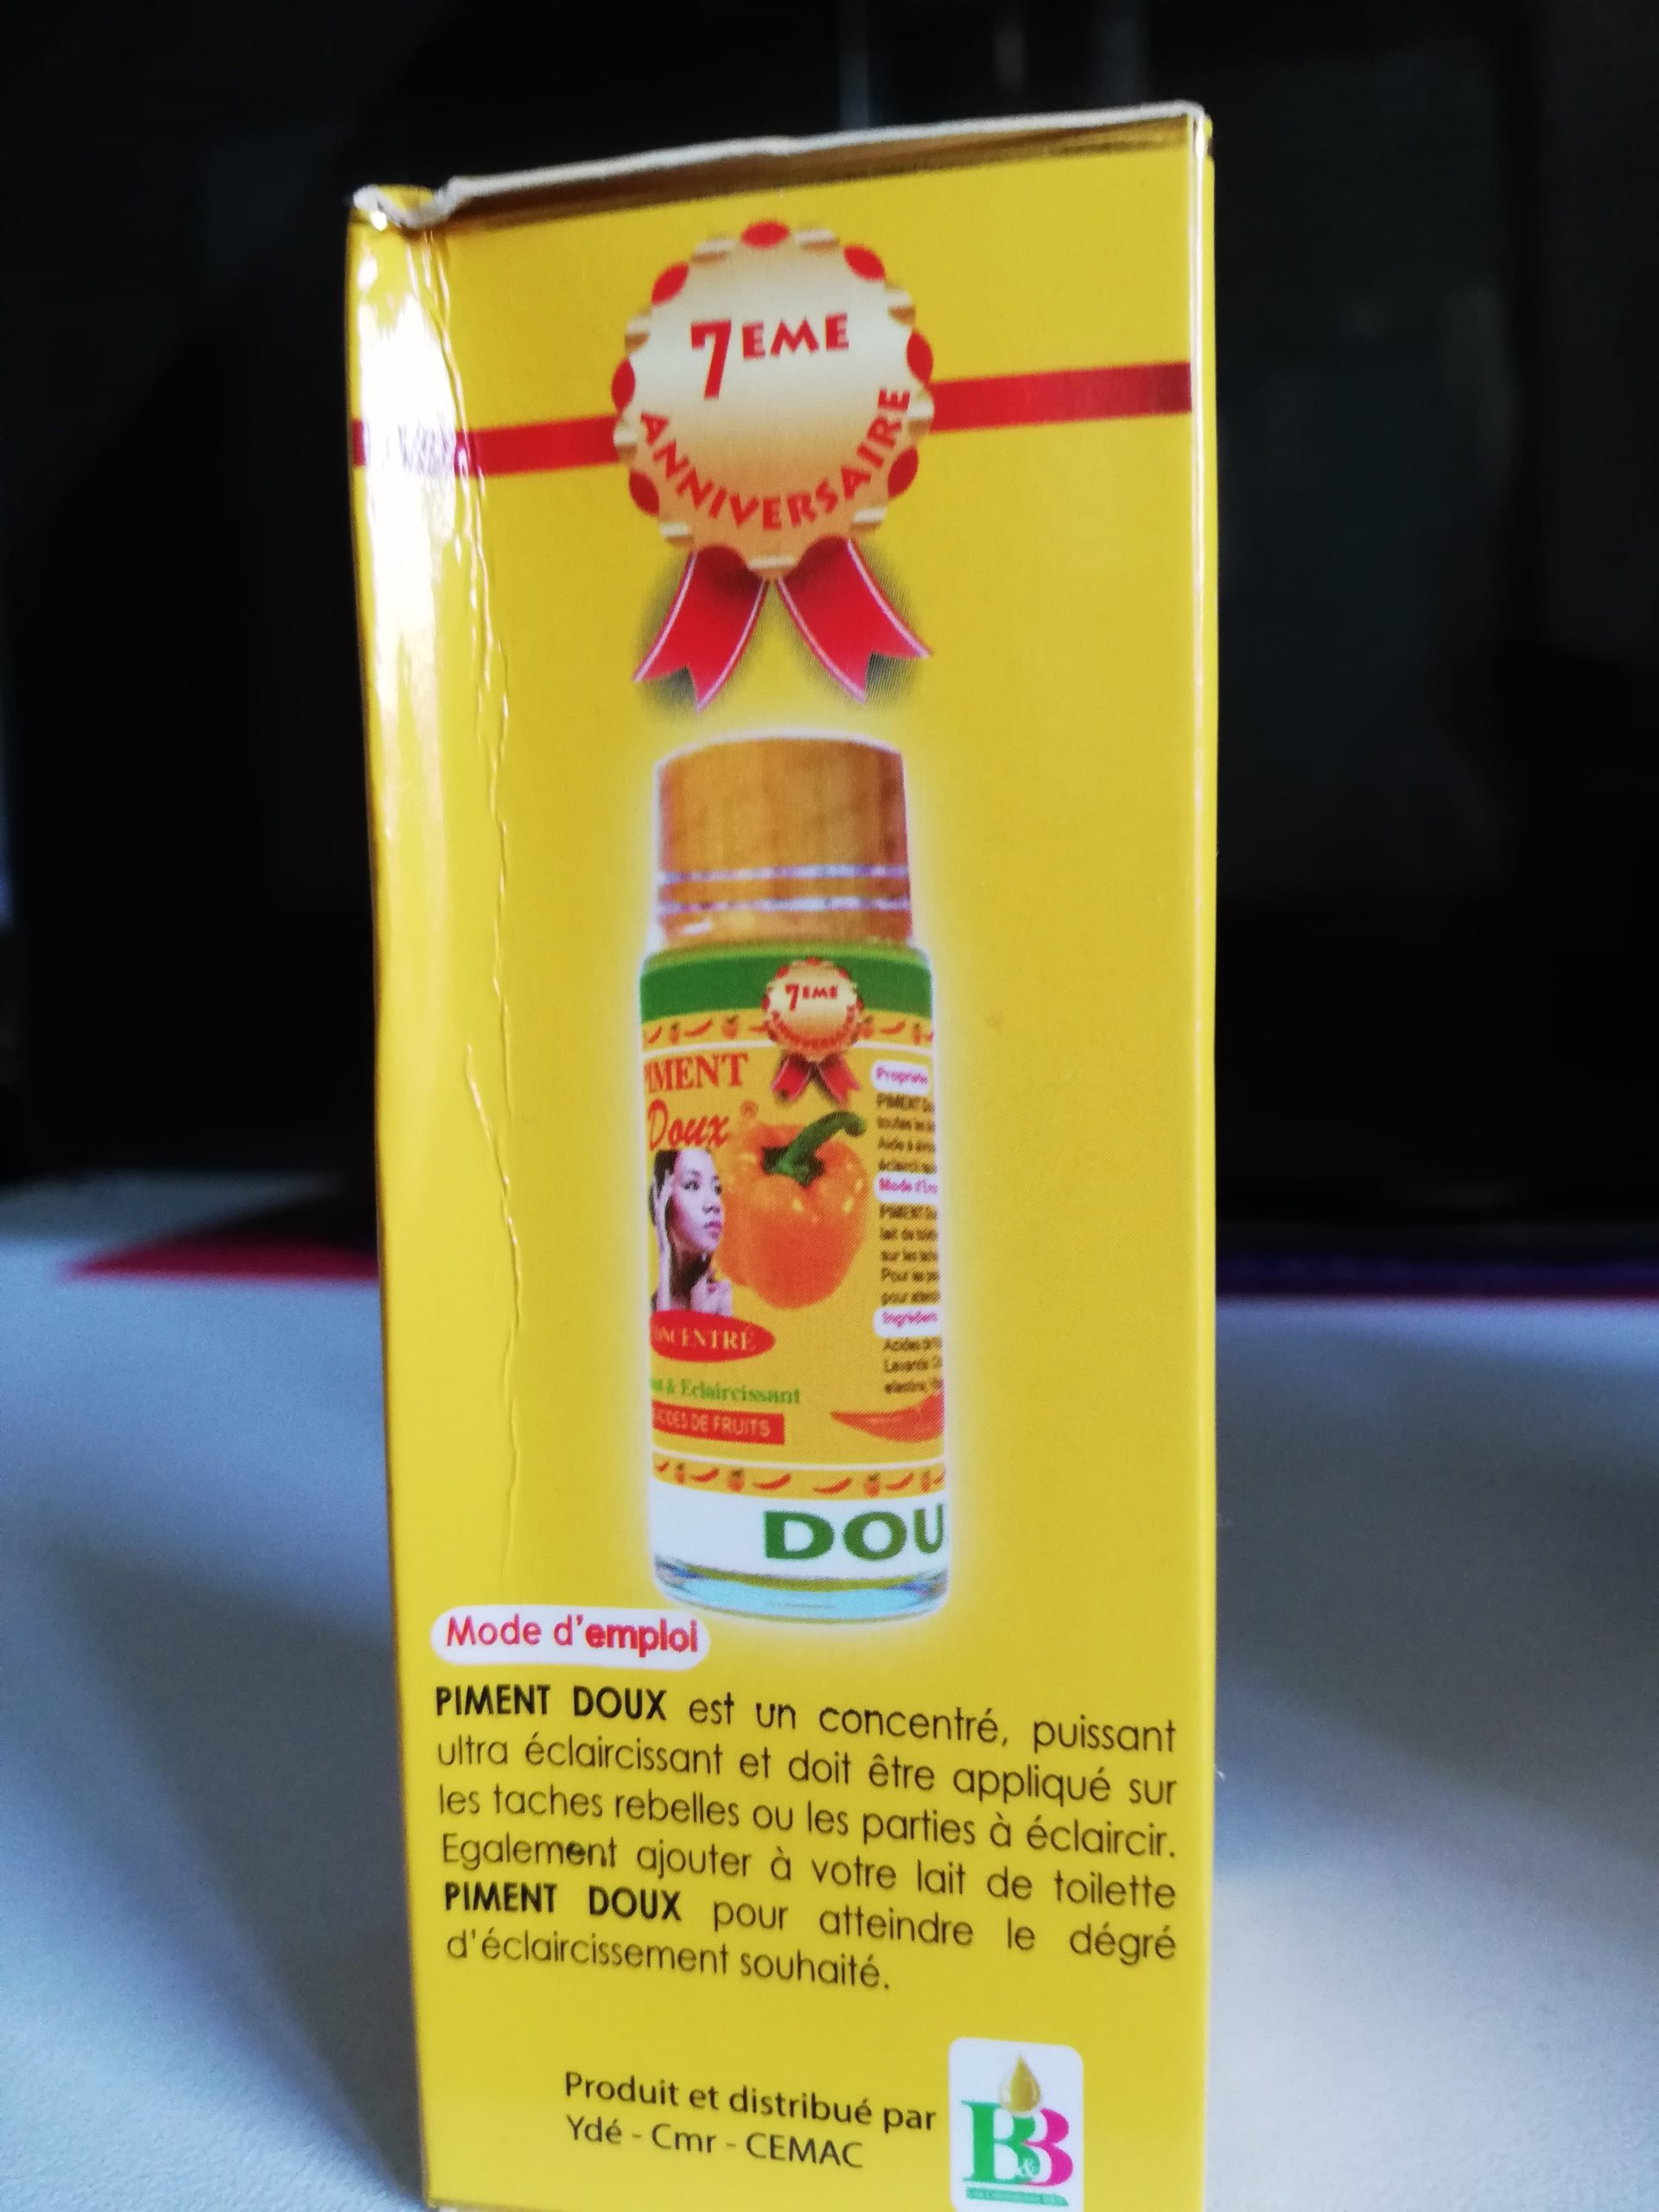 7EME
ANNIVERSAIRE
7EME
ANNIVERSAIRE
PIMENT
Doux®
CONCENTRÉ
& Eclaircissant
ACIDES DE FRUITS
DOU
Mode d'emploi
PIMENT DOUX est un concentré, puissant
ultra éclaircissant et doit être appliqué sur
les taches rebelles ou les parties à éclaircir.
Egalement ajouter à votre lait de toilette
PIMENT DOUX pour atteindre le dégré
d'éclaircissement souhaité.
Produit et distribué par
Ydé - Cmr - CEMAC
B&B